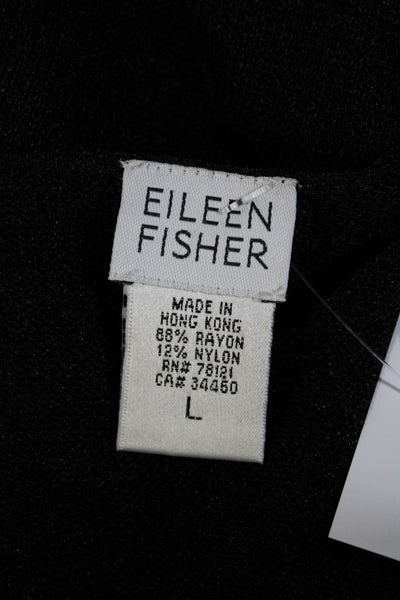 EILEEN
FISHER
MADE IN
HONG KONG
88% RAYON
12% NYLON
RN# 78121
CA# 34460
L